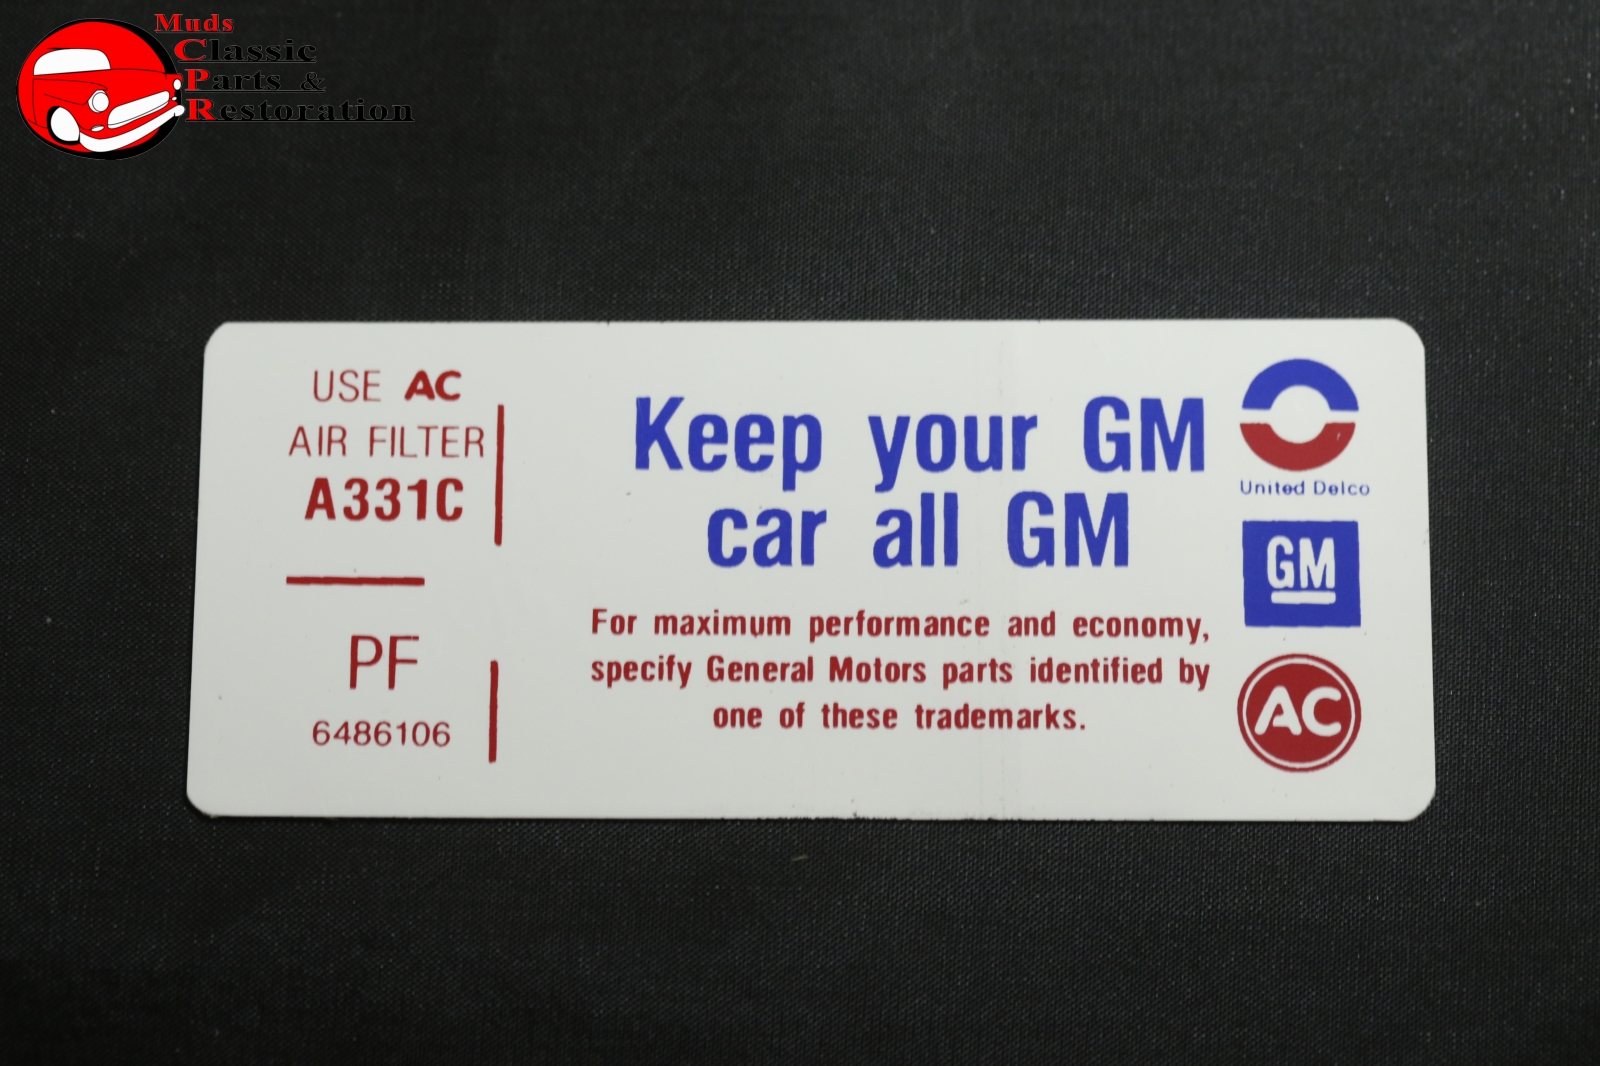 Muds
Classic
Parts &
Restoration
USE AC
AIR FILTER
A331C
PF
6486106
Keep your GM
car all GM
For maximum performance and economy,
specify General Motors parts identified by
one of these trademarks.
United Delco
GM
AC